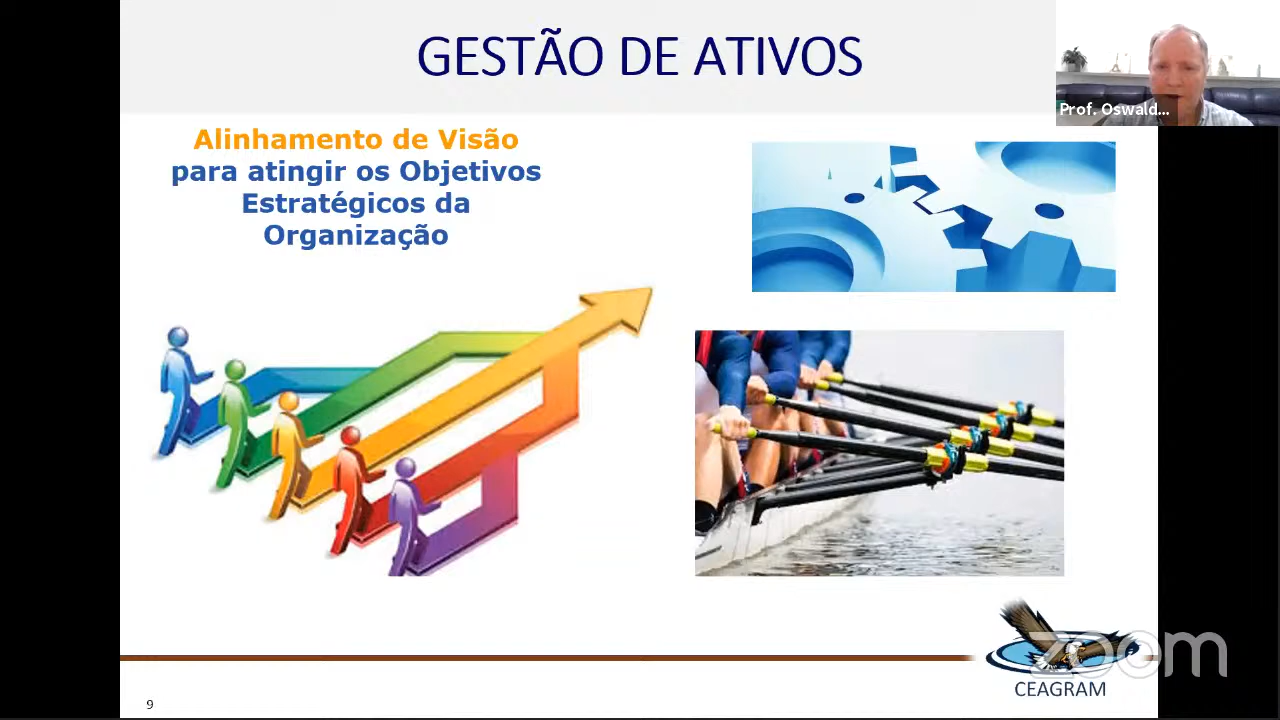 GESTÃO DE ATIVOS
Prof. Oswald...
Alinhamento de Visão
para atingir os Objetivos
Estratégicos da
Organização
zoom
CEAGRAM
9